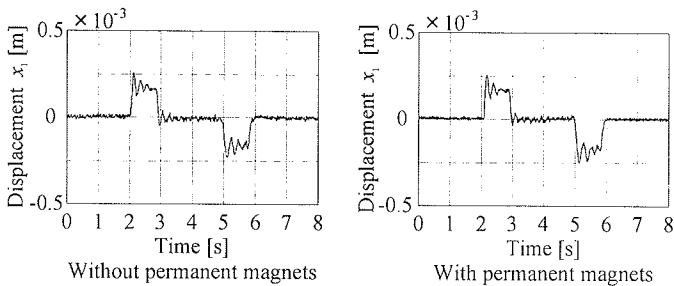 ×10⁻³
0.5
0
-0.5
Displacement x₁ [m]
0 1 2 3 4 5 6 7 8
Time [s]
Without permanent magnets
×10⁻³
0.5
0
-0.5
Displacement x₁ [m]
0 1 2 3 4 5 6 7 8
Time [s]
With permanent magnets